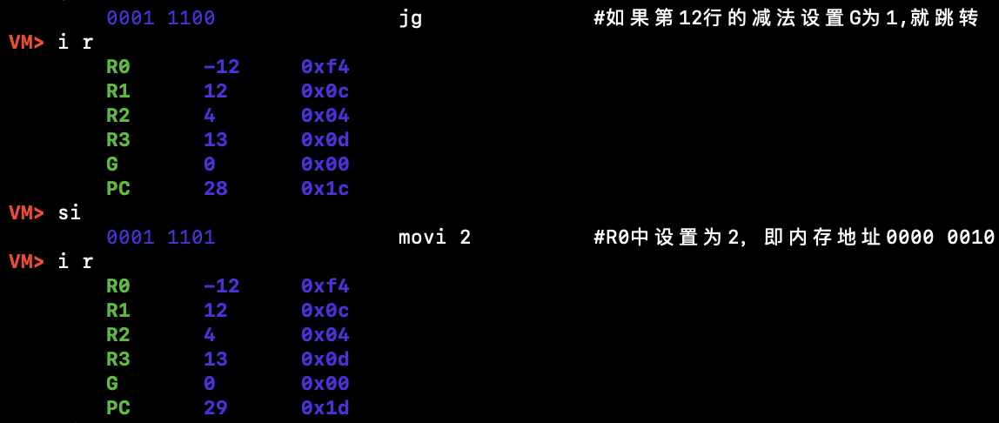 0001 1100 jg #如果第12行的减法设置G为1,就跳转
VM> i r
R0 -12 0xf4
R1 12 0x0c
R2 4 0x04
R3 13 0x0d
G 0 0x00
PC 28 0x1c
VM> si
0001 1101 movi 2 #R0中设置为2, 即内存地址0000 0010
VM> i r
R0 -12 0xf4
R1 12 0x0c
R2 4 0x04
R3 13 0x0d
G 0 0x00
PC 29 0x1d